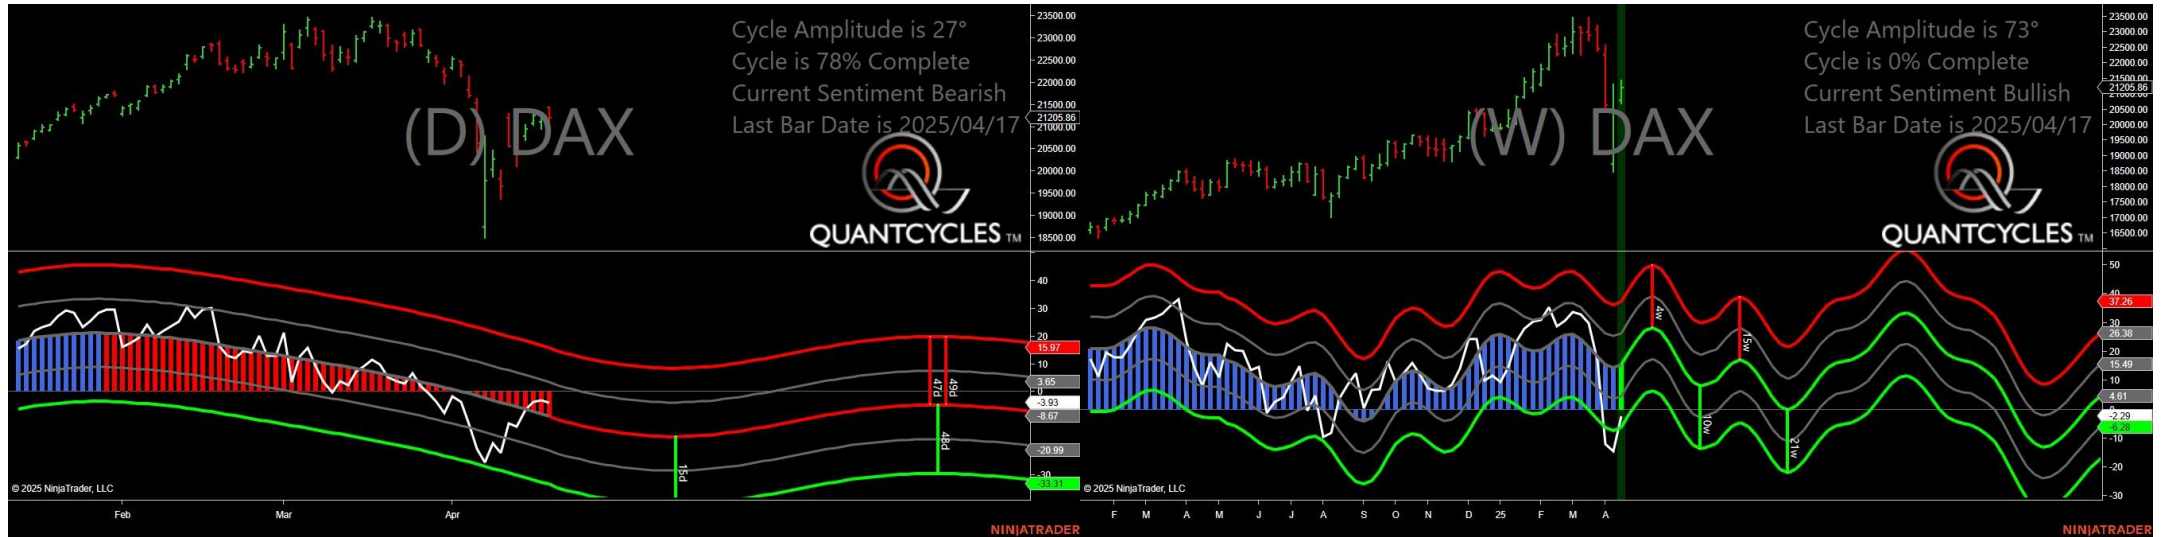 Cycle Amplitude is 27°
Cycle is 78% Complete
Current Sentiment Bearish
Last Bar Date is 2025/04/17
(D) DAX
QUANTCYCLES TM
23500.00
23000.00
22500.00
22000.00
21500.00
21205.86
21000.00
20500.00
20000.00
19500.00
19000.00
18500.00
40
30
20
15.97
10
3.65
0
-3.93
-8.67
-20.99
-30
-33.31
15d
47d
49d
48d
© 2025 NinjaTrader, LLC
Feb
Mar
Apr
NINJATRADER
Cycle Amplitude is 73°
Cycle is 0% Complete
Current Sentiment Bullish
Last Bar Date is 2025/04/17
(W) DAX
QUANTCYCLES TM
23500.00
23000.00
22500.00
22000.00
21500.00
21205.86
20500.00
20000.00
19500.00
19000.00
18500.00
18000.00
17500.00
17000.00
16500.00
50
40
37.26
30
26.38
20
15.49
10
4.61
-2.29
-6.28
-10
-20
-30
4w
15w
10w
21w
© 2025 NinjaTrader, LLC
F M A M J J A S O N D 25 F M A
NINJATRADER